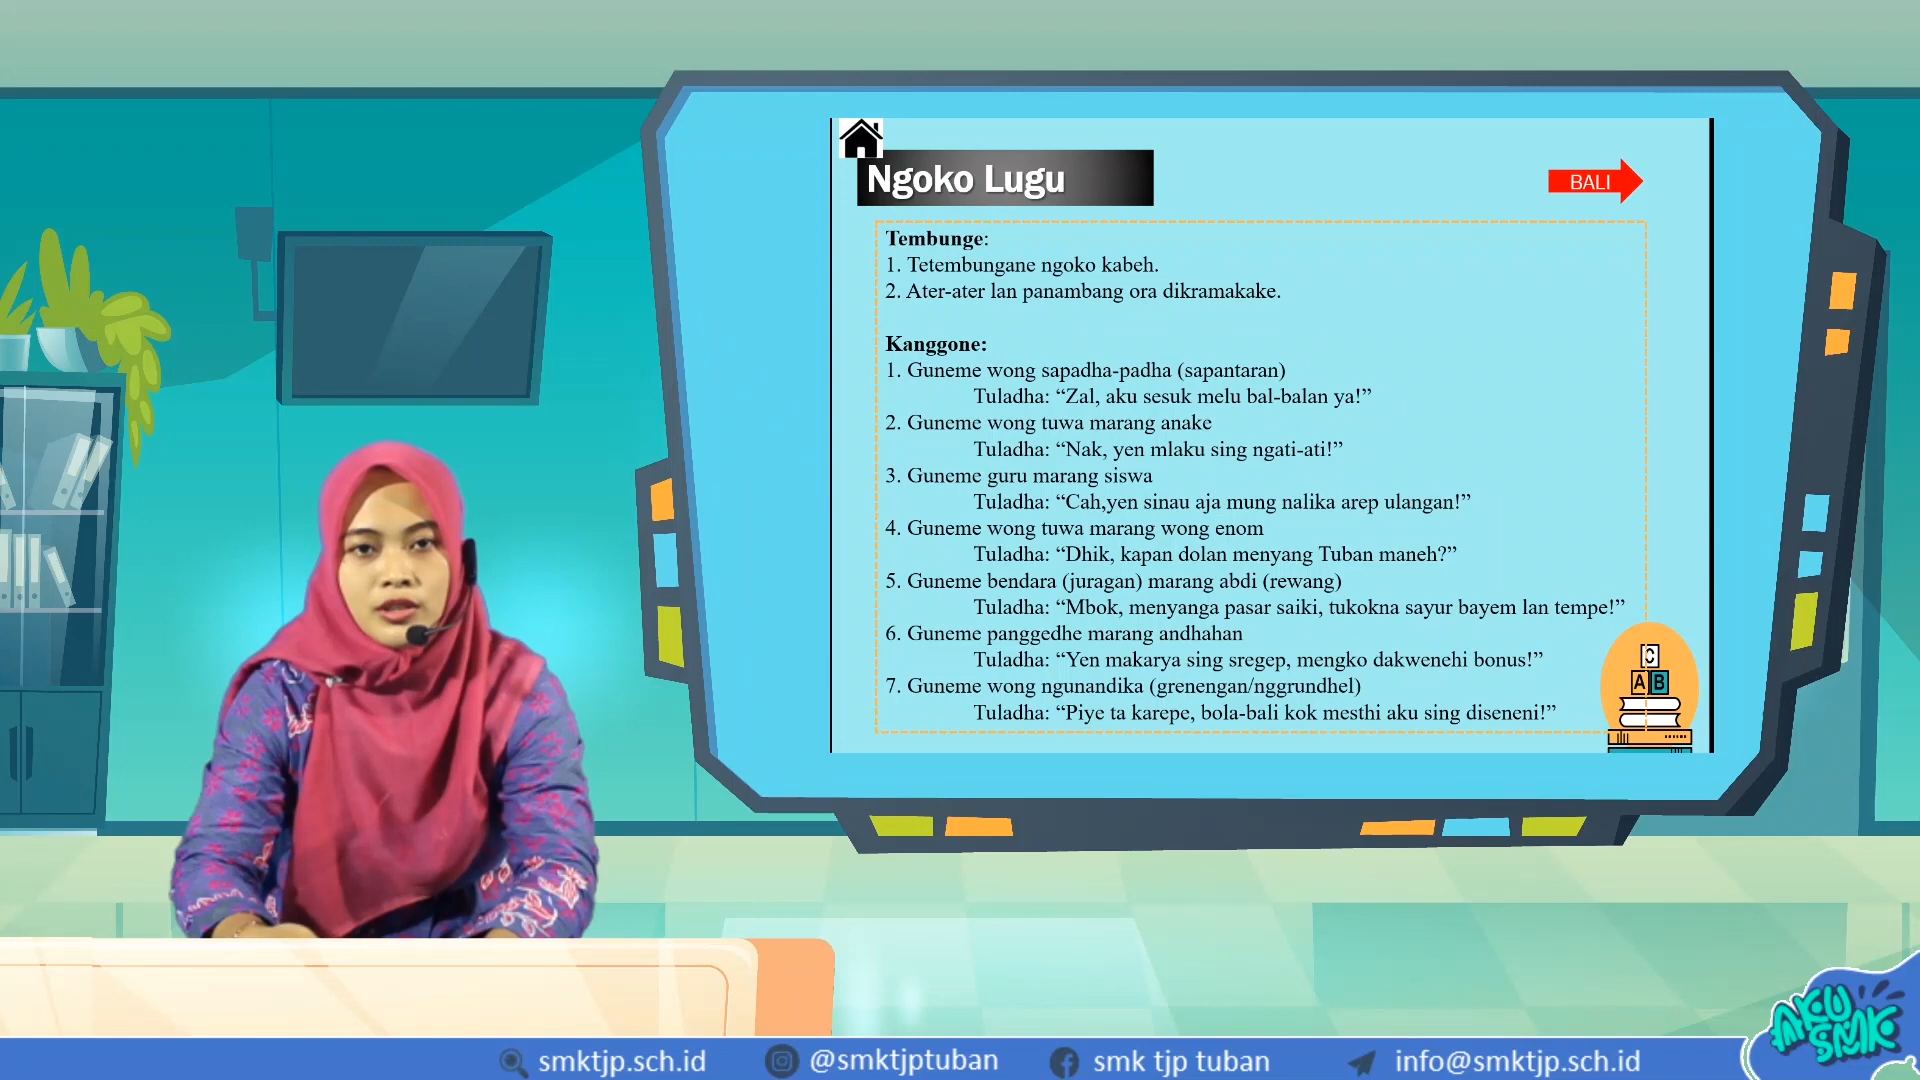 Ngoko Lugu
BALI
Tembunge:
1. Tetembungane ngoko kabeh.
2. Ater-ater lan panambang ora dikramakake.
Kanggone:
1. Guneme wong sapadha-padha (sapantaran)
Tuladha: “Zal, aku sesuk melu bal-balan ya!”
2. Guneme wong tuwa marang anake
Tuladha: “Nak, yen mlaku sing ngati-ati!”
3. Guneme guru marang siswa
Tuladha: “Cah,yen sinau aja mung nalika arep ulangan!”
4. Guneme wong tuwa marang wong enom
Tuladha: “Dhik, kapan dolan menyang Tuban maneh?”
5. Guneme bendara (juragan) marang abdi (rewang)
Tuladha: “Mbok, menyanga pasar saiki, tukokna sayur bayem lan tempe!”
6. Guneme panggedhe marang andhahan
Tuladha: “Yen makarya sing sregep, mengko dakwenehi bonus!”
7. Guneme wong ngunandika (grenengan/nggrundhel)
Tuladha: “Piye ta karepe, bola-bali kok mesthi aku sing diseneni!”
C
A B
smktjp.sch.id
@smktjptuban
smk tjp tuban
info@smktjp.sch.id
AKU
SMK